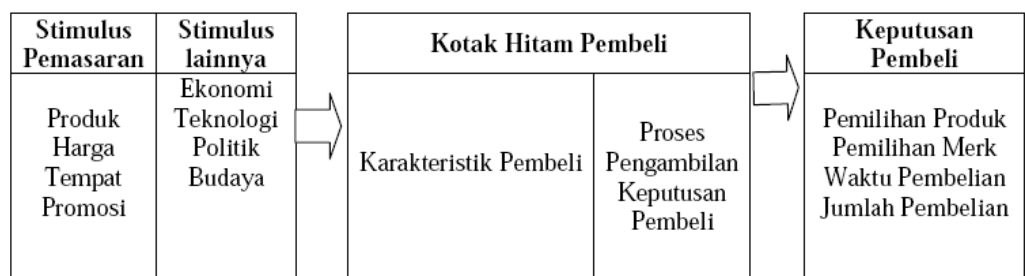 Stimulus
Pemasaran
Stimulus
lainnya
Kotak Hitam Pembeli
Keputusan
Pembeli
Produk
Harga
Tempat
Promosi
Ekonomi
Teknologi
Politik
Budaya
Karakteristik Pembeli
Proses
Pengambilan
Keputusan
Pembeli
Pemilihan Produk
Pemilihan Merk
Waktu Pembelian
Jumlah Pembelian